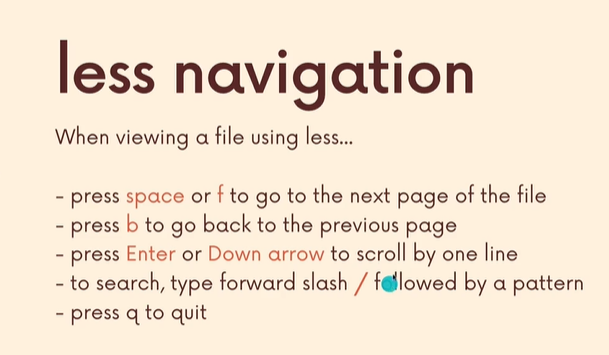 less navigation
When viewing a file using less...
- press space or f to go to the next page of the file
- press b to go back to the previous page
- press Enter or Down arrow to scroll by one line
- to search, type forward slash / followed by a pattern
- press q to quit